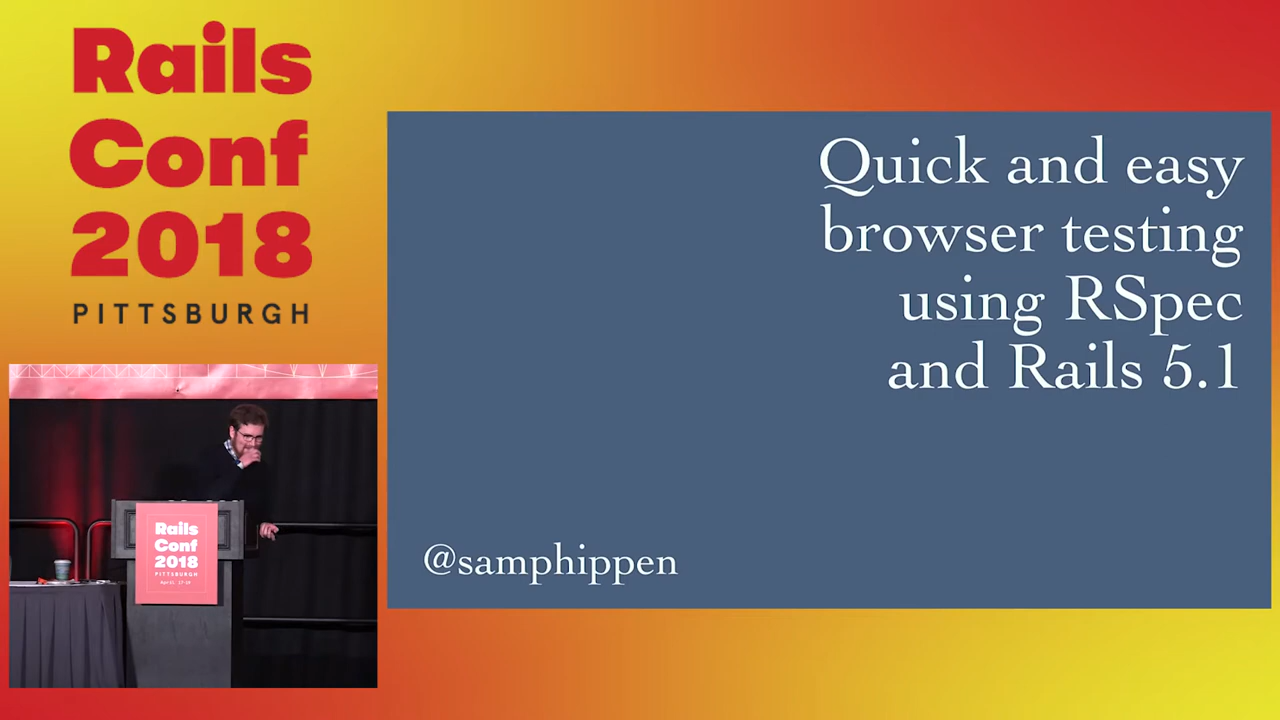 Rails
Conf
2018
PITTSBURGH
Quick and easy
browser testing
using RSpec
and Rails 5.1
@samphippen
Rails
Conf
2018
PITTSBURGH